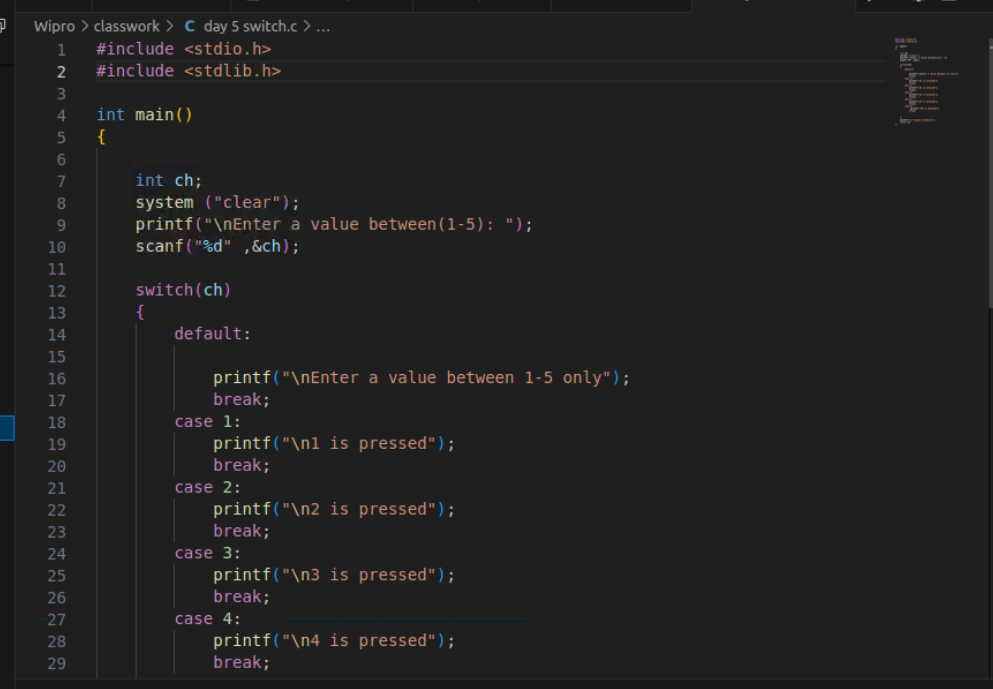 Wipro > classwork > C day 5 switch.c > ...
1 #include <stdio.h>
2 #include <stdlib.h>
3
4 int main()
5 {
6
7 int ch;
8 system ("clear");
9 printf("\nEnter a value between(1-5): ");
10 scanf("%d" ,&ch);
11
12 switch(ch)
13 {
14 default:
15
16 printf("\nEnter a value between 1-5 only");
17 break;
18 case 1:
19 printf("\n1 is pressed");
20 break;
21 case 2:
22 printf("\n2 is pressed");
23 break;
24 case 3:
25 printf("\n3 is pressed");
26 break;
27 case 4:
28 printf("\n4 is pressed");
29 break;